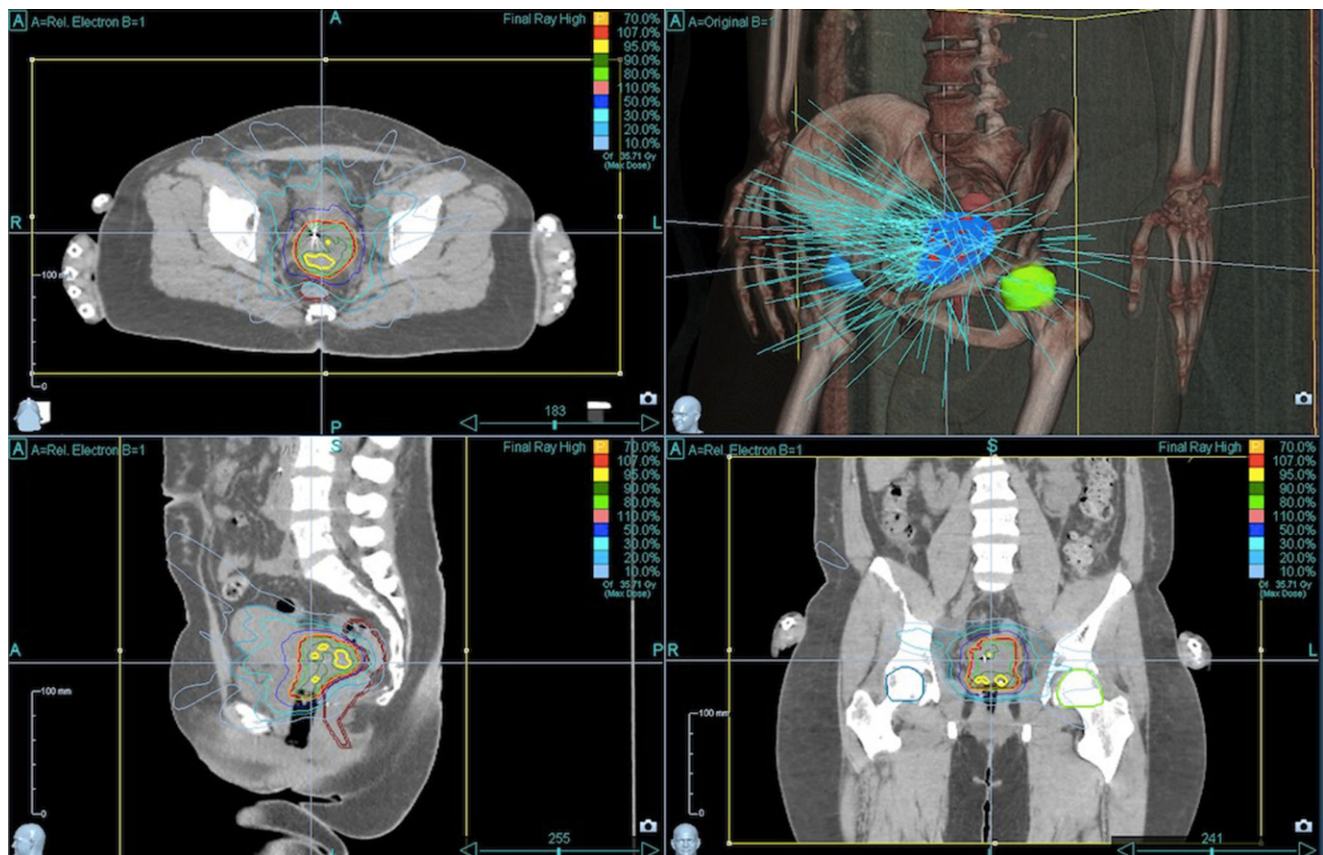 A
A=Rel. Electron B=1
A
Final Ray High
P 70.0%
107.0%
95.0%
90.0%
80.0%
110.0%
50.0%
30.0%
20.0%
10.0%
Of 35.71 Gy
(Max Dose)
R
L
100 mm
0
P
183
A
A=Original B=1
A
A=Rel. Electron B=1
S
Final Ray High
P 70.0%
107.0%
95.0%
90.0%
80.0%
110.0%
50.0%
30.0%
20.0%
10.0%
Of 35.71 Gy
(Max Dose)
A
P
100 mm
0
255
A
A=Rel. Electron B=1
S
Final Ray High
P 70.0%
107.0%
95.0%
90.0%
80.0%
110.0%
50.0%
30.0%
20.0%
10.0%
Of 35.71 Gy
(Max Dose)
R
L
100 mm
0
241